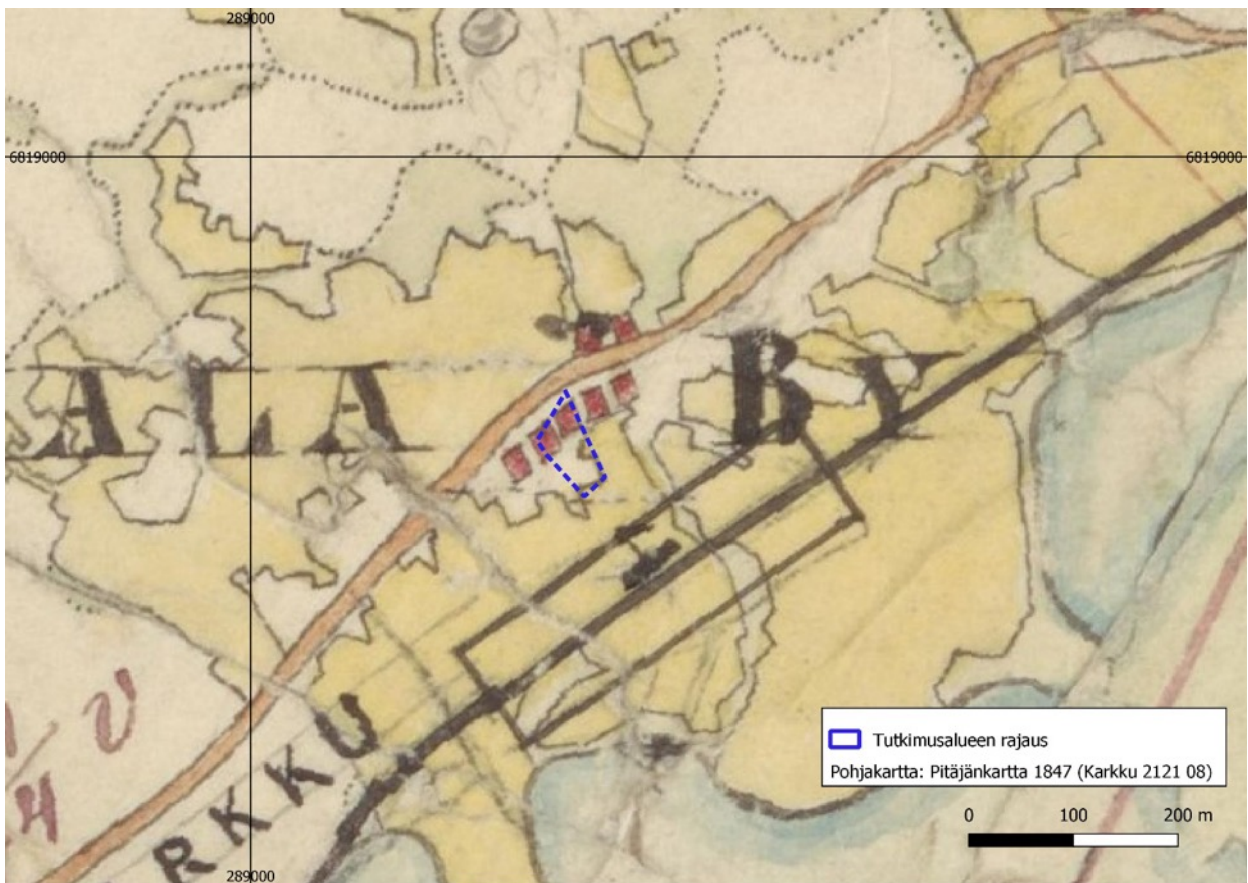 289000
6819000 6819000
ALA BY
RKKU
Tutkimusalueen rajaus
Pohjakartta: Pitäjänkartta 1847 (Karkku 2121 08)
0 100 200 m
289000